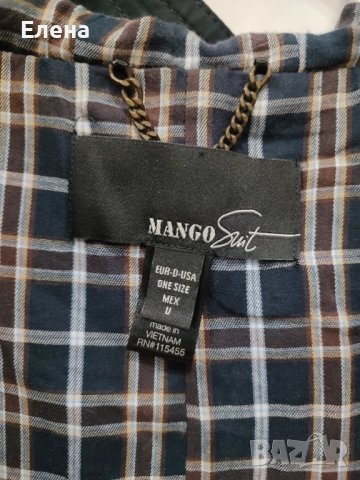 Елена
MANGO Suit
EUR-D-USA
ONE SIZE
MEX
U
made in
VIETNAM
RN#115455
BAZAR